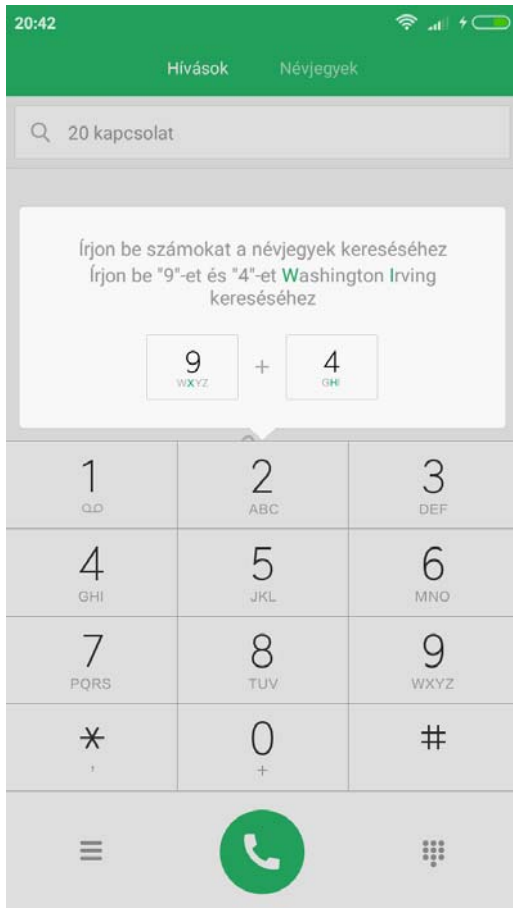 20:42
Hívások Névjegyek
20 kapcsolat
Írjon be számokat a névjegyek kereséséhez
Írjon be "9"-et és "4"-et Washington Irving
kereséséhez
9 + 4
WXYZ GHI
1 2 3
ABC DEF
4 5 6
GHI JKL MNO
7 8 9
PQRS TUV WXYZ
* 0 #
, +